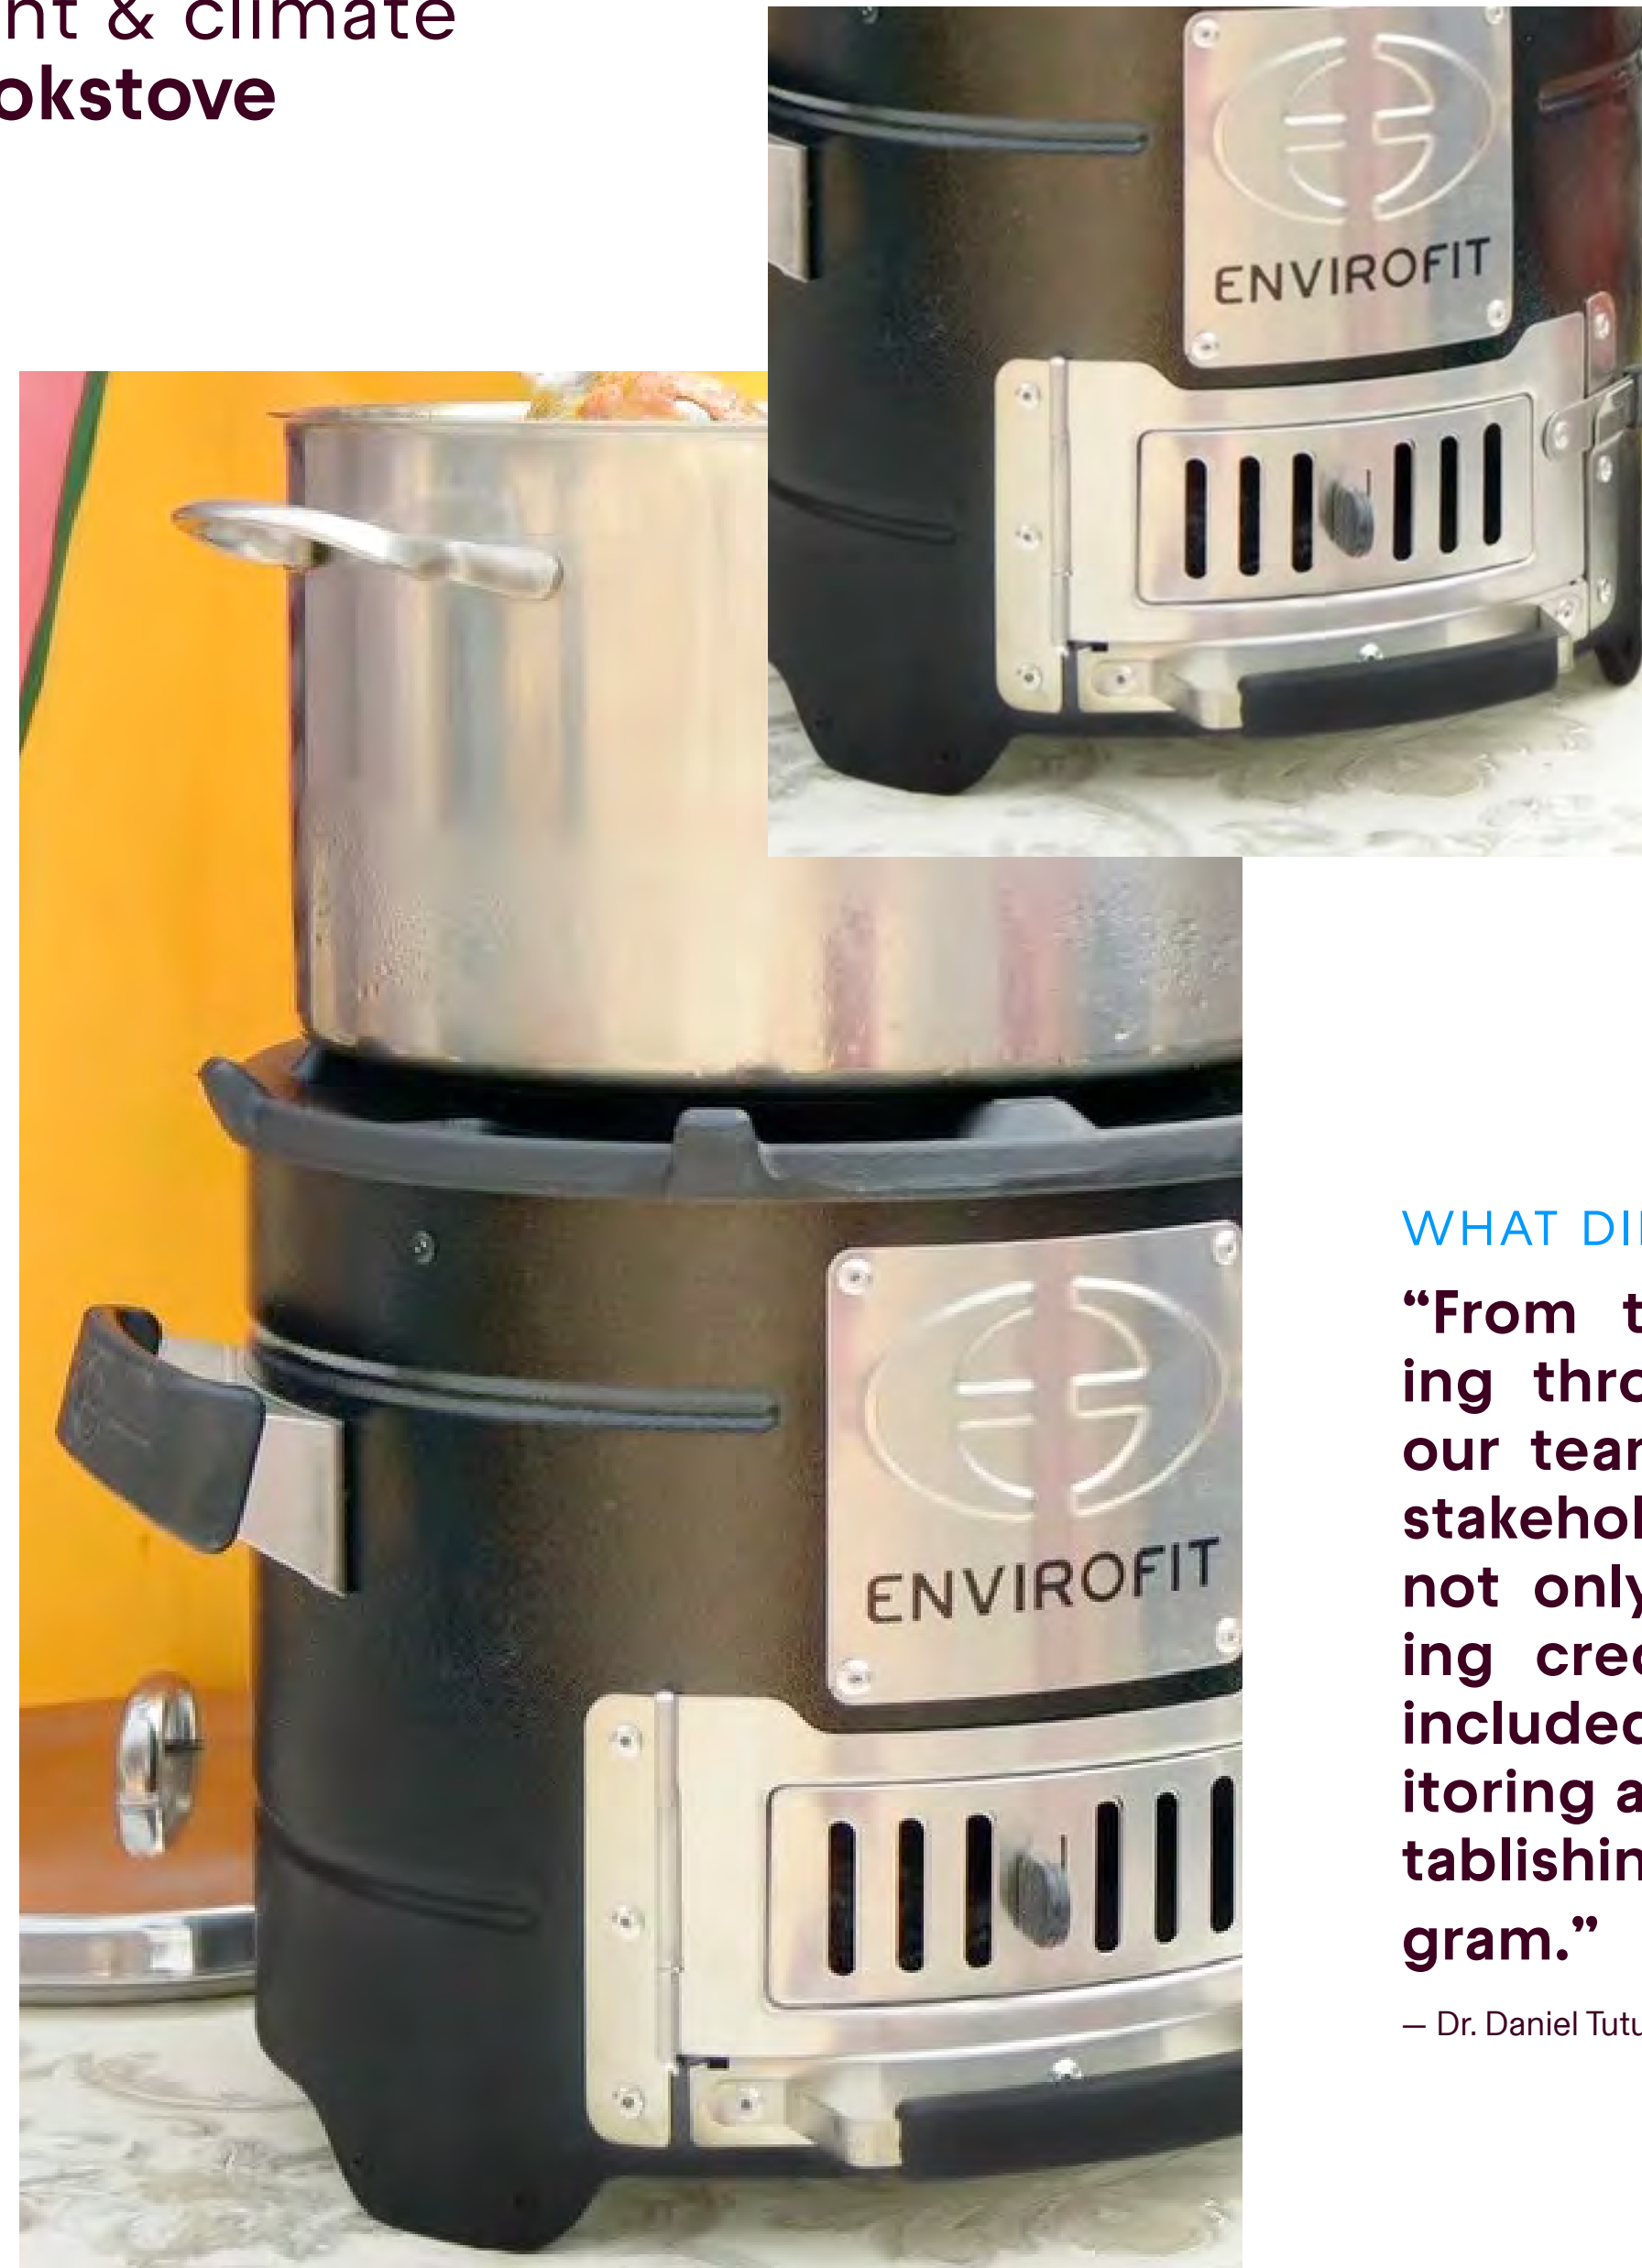 nt & climate
okstove
ENVIROFIT
ENVIROFIT
WHAT DI
“From t
ing thro
our tea
stakehol
not only
ing cred
included
itoring a
tablishin
gram.”
— Dr. Daniel Tutu